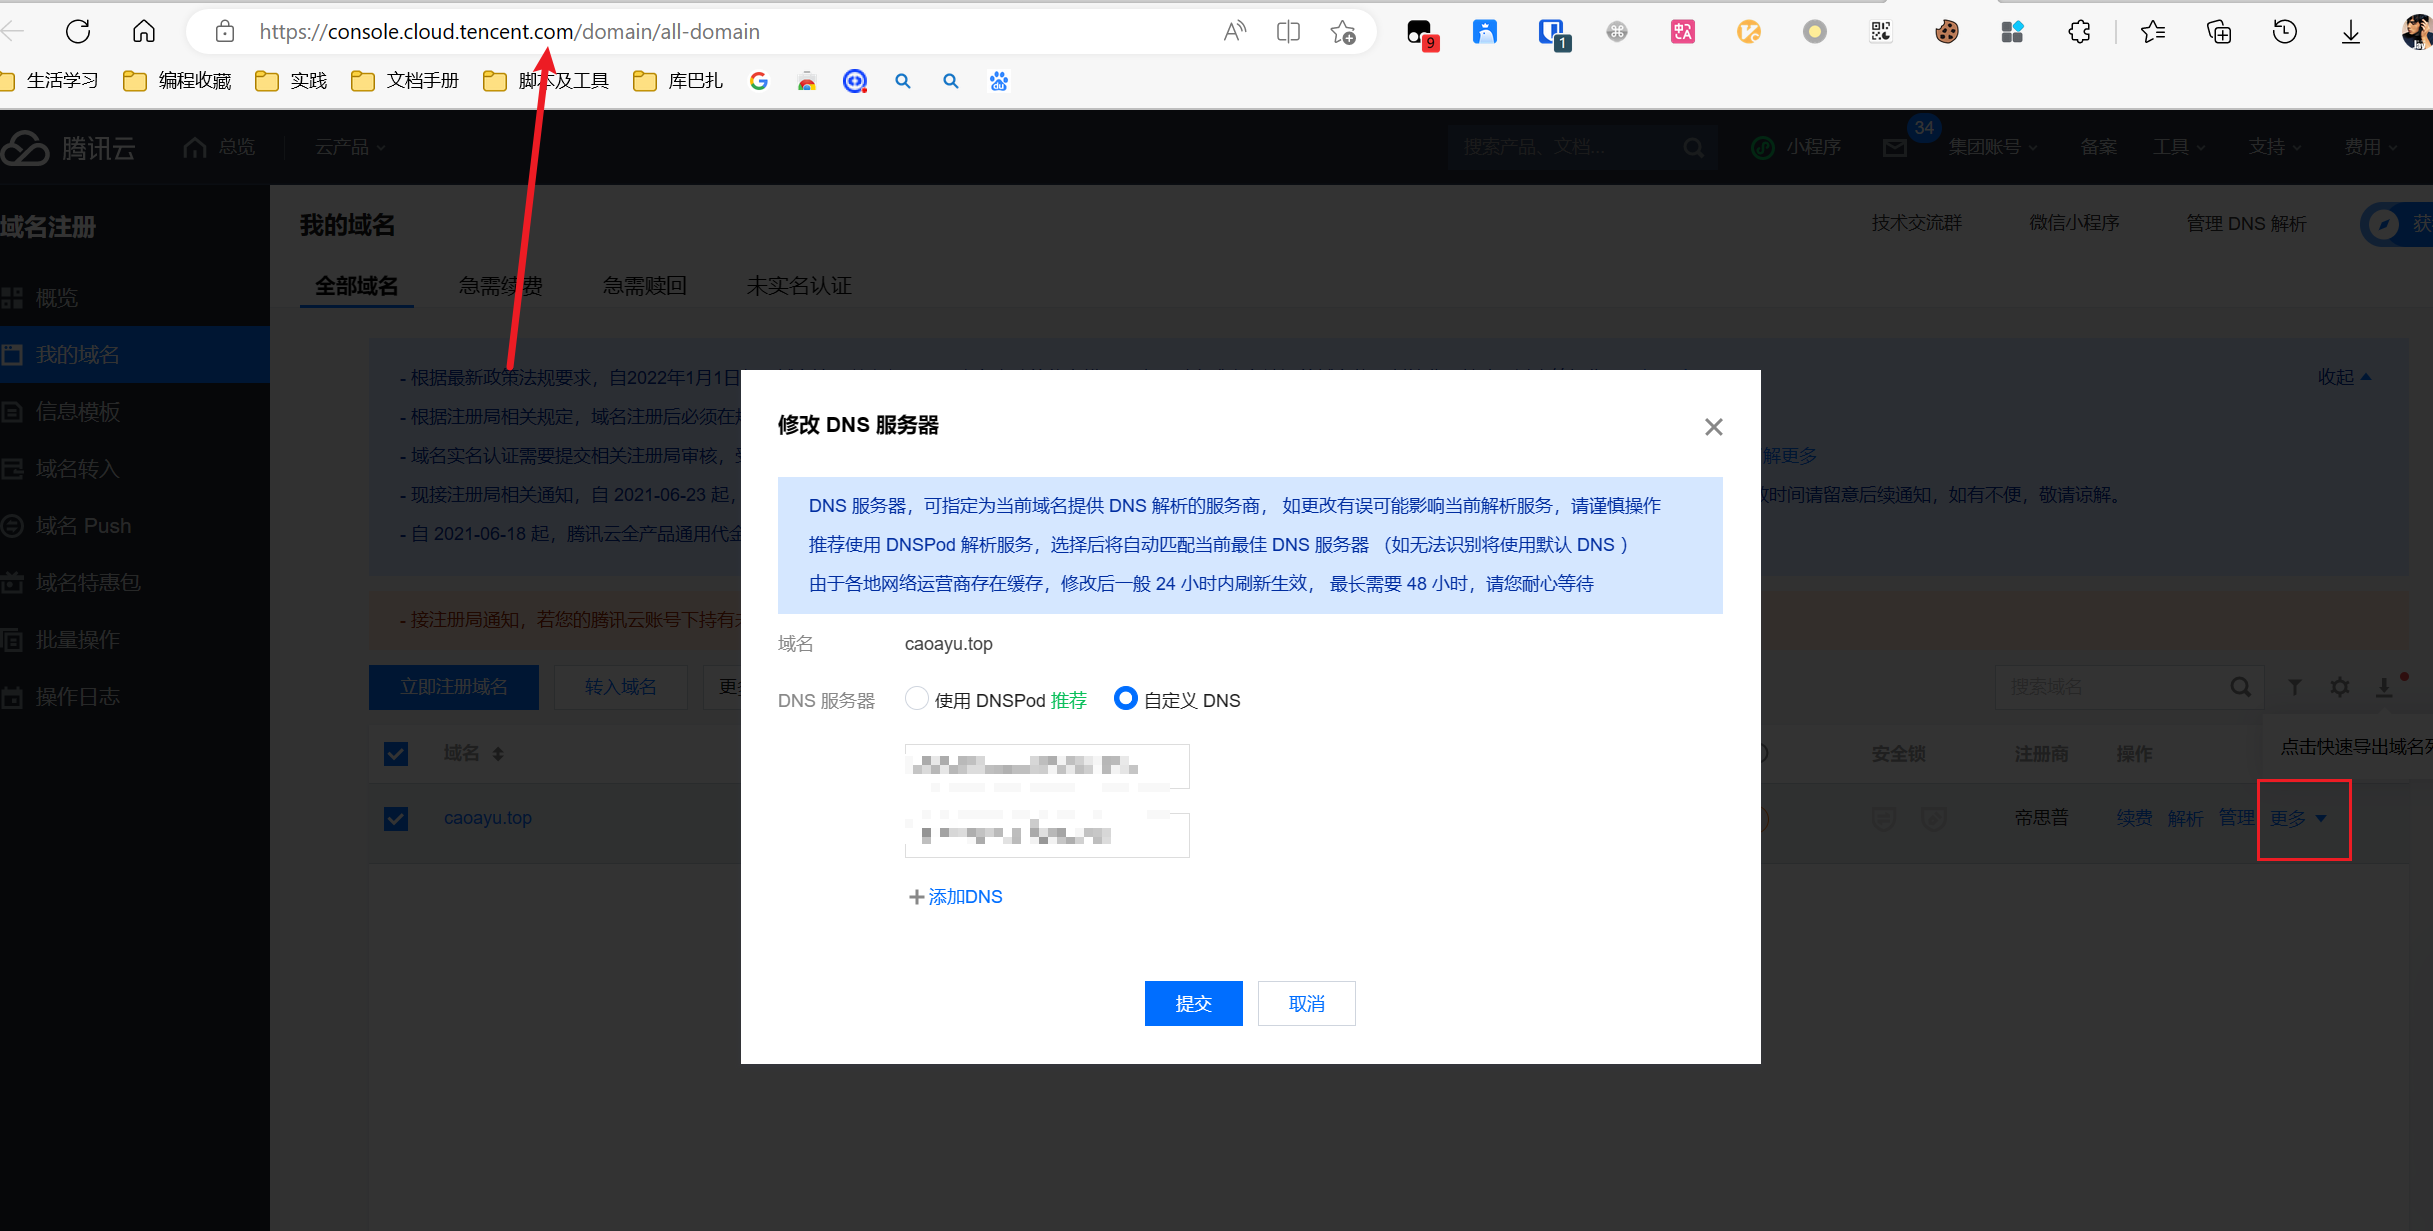 https://console.cloud.tencent.com/domain/all-domain
9
1
生活学习 编程收藏 实践 文档手册 脚本及工具 库巴扎
腾讯云 总览 云产品 搜索产品、文档... 小程序 34 集团账号 备案 工具 支持 费用
域名注册
概览
我的域名
信息模板
域名转入
域名 Push
域名特惠包
批量操作
操作日志
我的域名 技术交流群 微信小程序 管理 DNS 解析 获
全部域名 急需续费 急需赎回 未实名认证
- 根据最新政策法规要求，自2022年1月1日
收起
- 根据注册局相关规定，域名注册后必须在
- 域名实名认证需要提交相关注册局审核，
解更多
- 现接注册局相关通知，自 2021-06-23 起，
时间请留意后续通知，如有不便，敬请谅解。
- 自 2021-06-18 起，腾讯云全产品通用代金
- 接注册局通知，若您的腾讯云账号下持有
立即注册域名 转入域名 更 搜索域名
域名 安全锁 注册商 操作 点击快速导出域名列
caoayu.top 帝思普 续费 解析 管理 更多
修改 DNS 服务器
DNS 服务器，可指定为当前域名提供 DNS 解析的服务商， 如更改有误可能影响当前解析服务，请谨慎操作
推荐使用 DNSPod 解析服务，选择后将自动匹配当前最佳 DNS 服务器 （如无法识别将使用默认 DNS ）
由于各地网络运营商存在缓存，修改后一般 24 小时内刷新生效， 最长需要 48 小时，请您耐心等待
域名 caoayu.top
DNS 服务器 使用 DNSPod 推荐 自定义 DNS
添加DNS
提交 取消